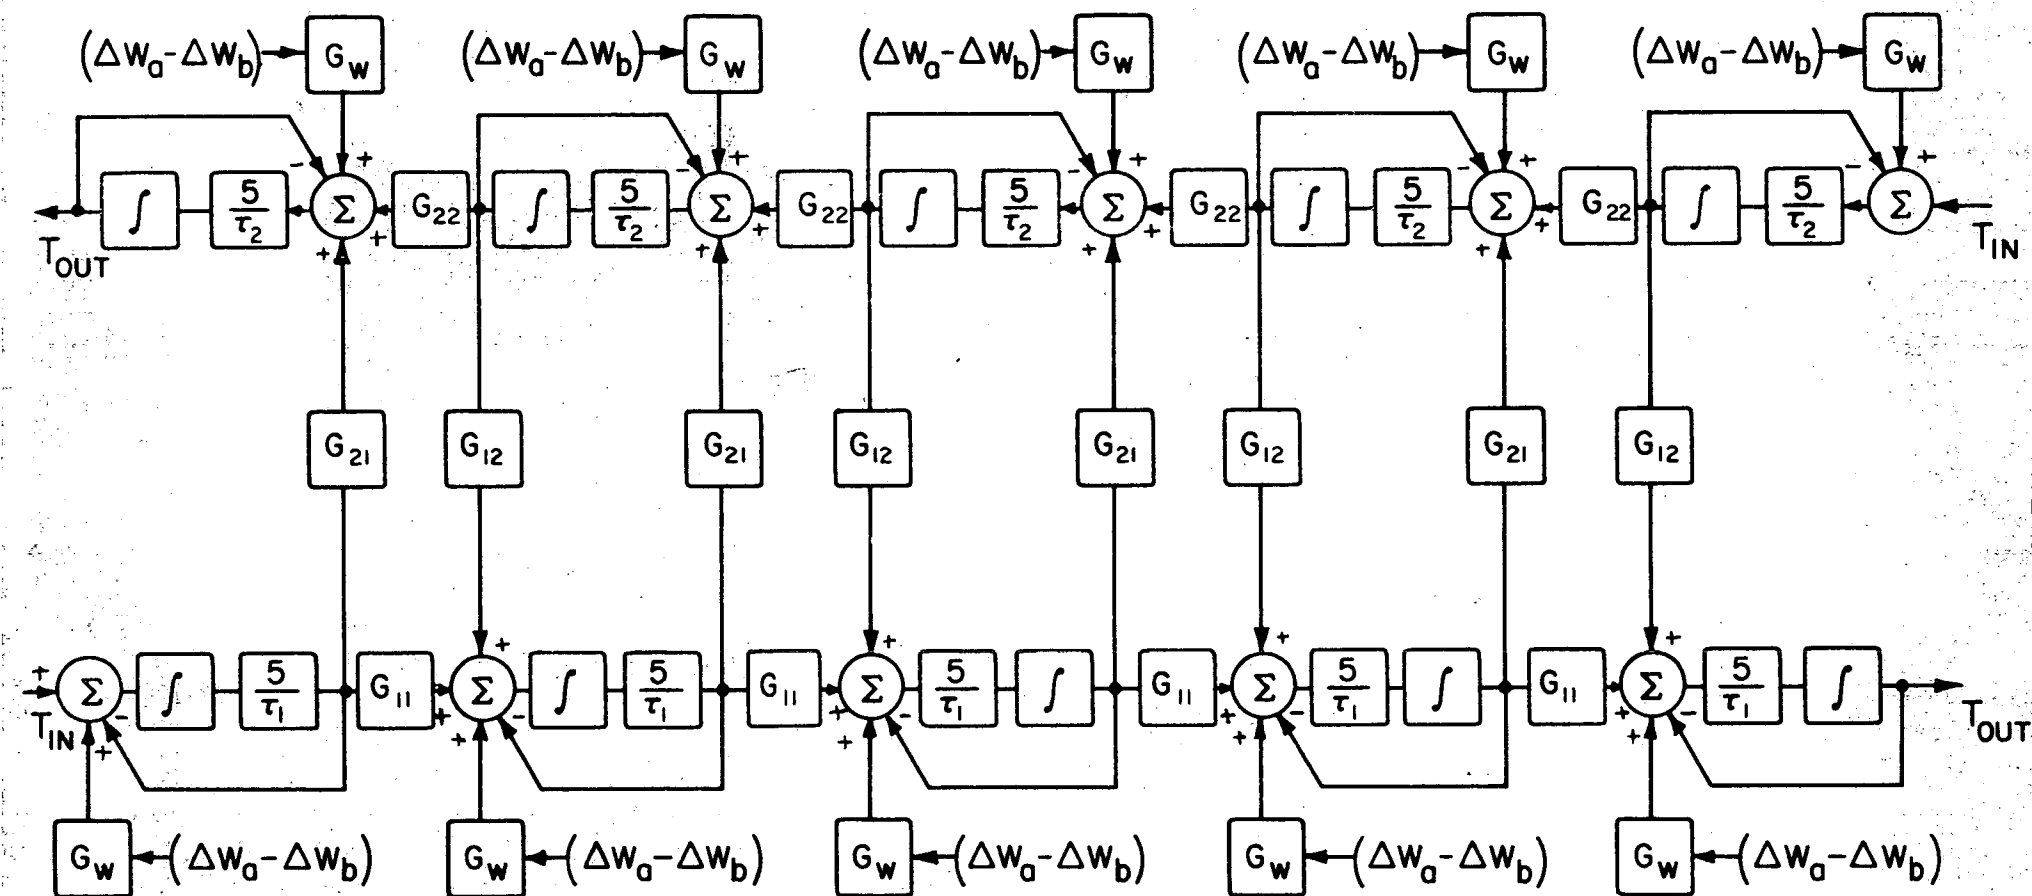 (ΔWa-ΔWb) GW (ΔWa-ΔWb) GW (ΔWa-ΔWb) GW (ΔWa-ΔWb) GW (ΔWa-ΔWb) GW
- + - + - + - + - +
∫ 5/τ2 Σ G22 ∫ 5/τ2 Σ G22 ∫ 5/τ2 Σ G22 ∫ 5/τ2 Σ G22 ∫ 5/τ2 Σ
+ + + + + + + +
TOUT TIN
G21 G12 G21 G12 G21 G12 G21 G12
+ + + + +
Σ ∫ 5/τ1 G11 Σ ∫ 5/τ1 G11 Σ 5/τ1 ∫ G11 Σ 5/τ1 ∫ G11 Σ 5/τ1 ∫
- + - + - + - + -
TIN + + + + + TOUT
GW (ΔWa-ΔWb) GW (ΔWa-ΔWb) GW (ΔWa-ΔWb) GW (ΔWa-ΔWb) GW (ΔWa-ΔWb)